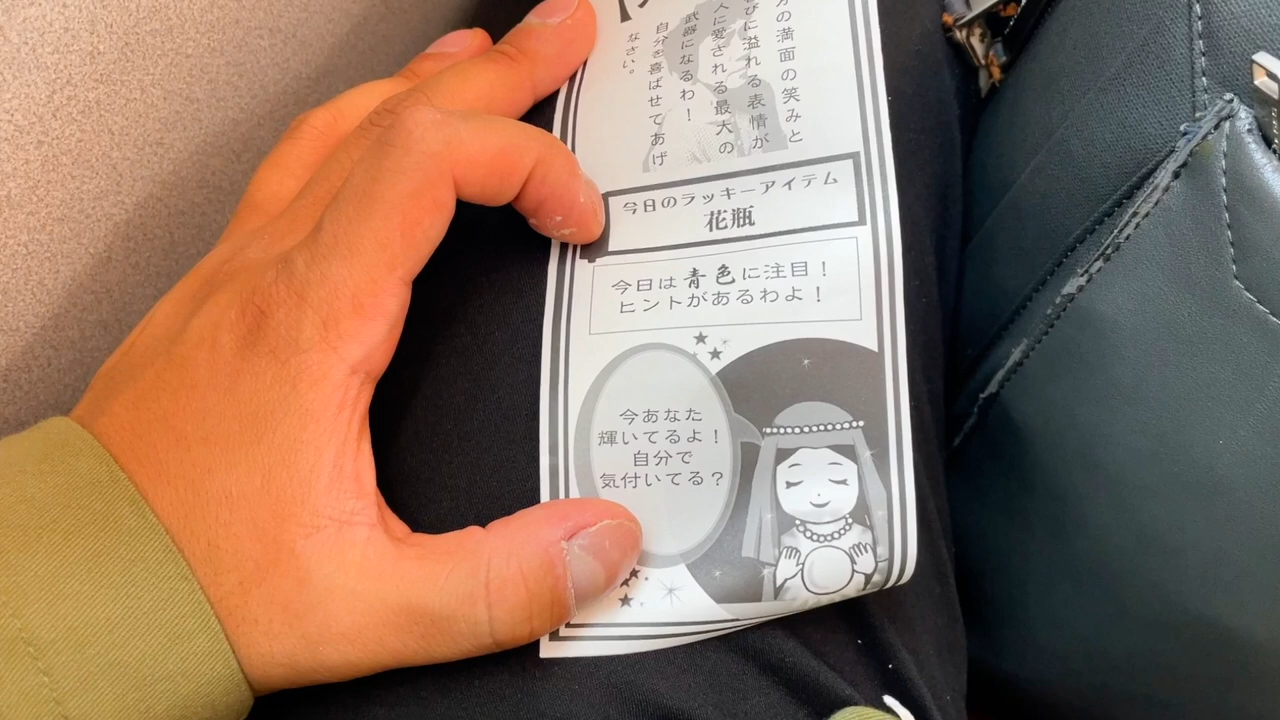 分の満面の笑みと
びに溢れる表情が
人に愛される最大の
武器になるわ！
自分を喜ばせてあげ
なさい。
今日のラッキーアイテム
花瓶
今日は青色に注目！
ヒントがあるわよ！
今あなた
輝いてるよ！
自分で
気付いてる？